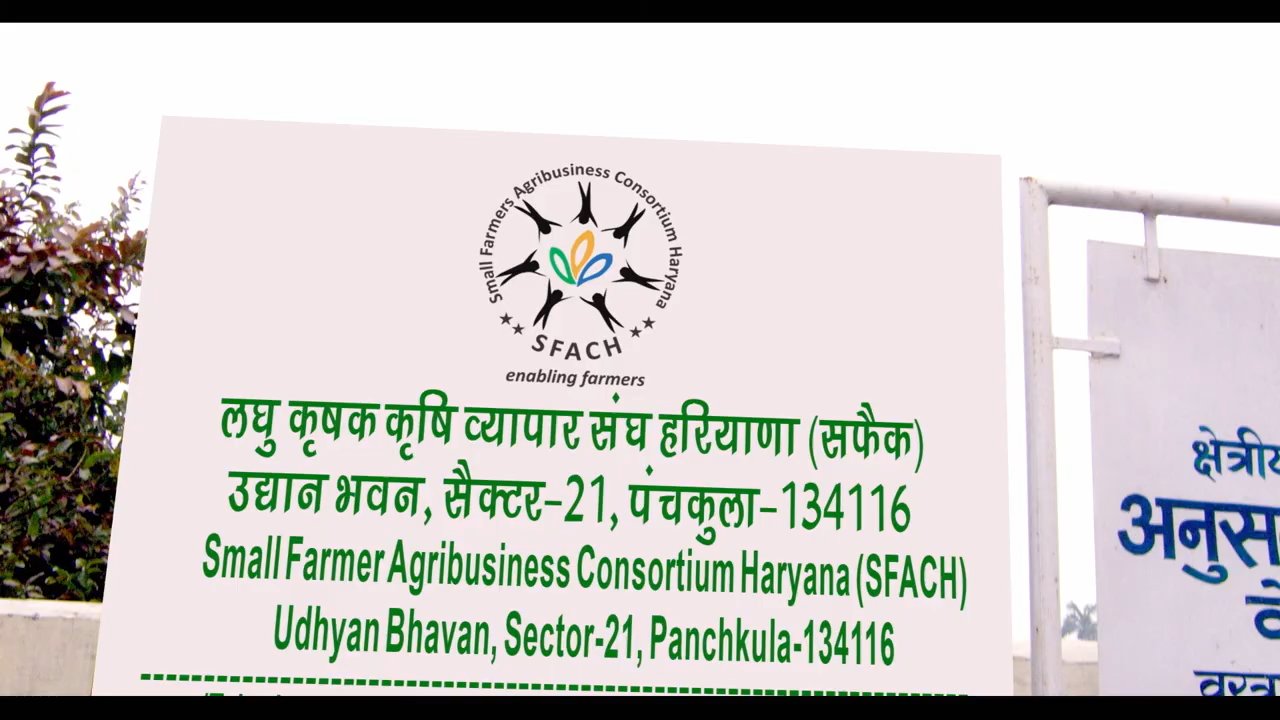 Small Farmers Agribusiness Consortium Haryana
SFACH
enabling farmers
लघु कृषक कृषि व्यापार संघ हरियाणा (सफैक)
उद्यान भवन, सैक्टर-21, पंचकुला-134116
Small Farmer Agribusiness Consortium Haryana (SFACH)
Udhyan Bhavan, Sector-21, Panchkula-134116
क्षेत्रीय
अनुस